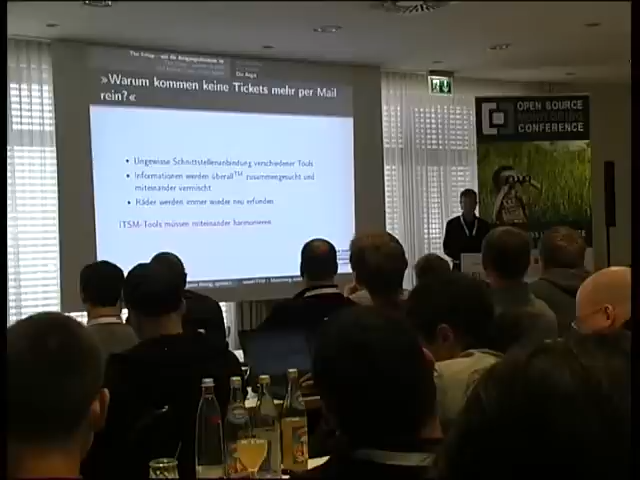 »Warum kommen keine Tickets mehr per Mail
rein?«
• Ungewisse Schnittstellenanbindung verschiedener Tools
• Informationen werden überall™ zusammengesucht und
miteinander vermischt
• Räder werden immer wieder neu erfunden
ITSM-Tools müssen miteinander harmonieren
OPEN SOURCE
MONITORING
CONFERENCE